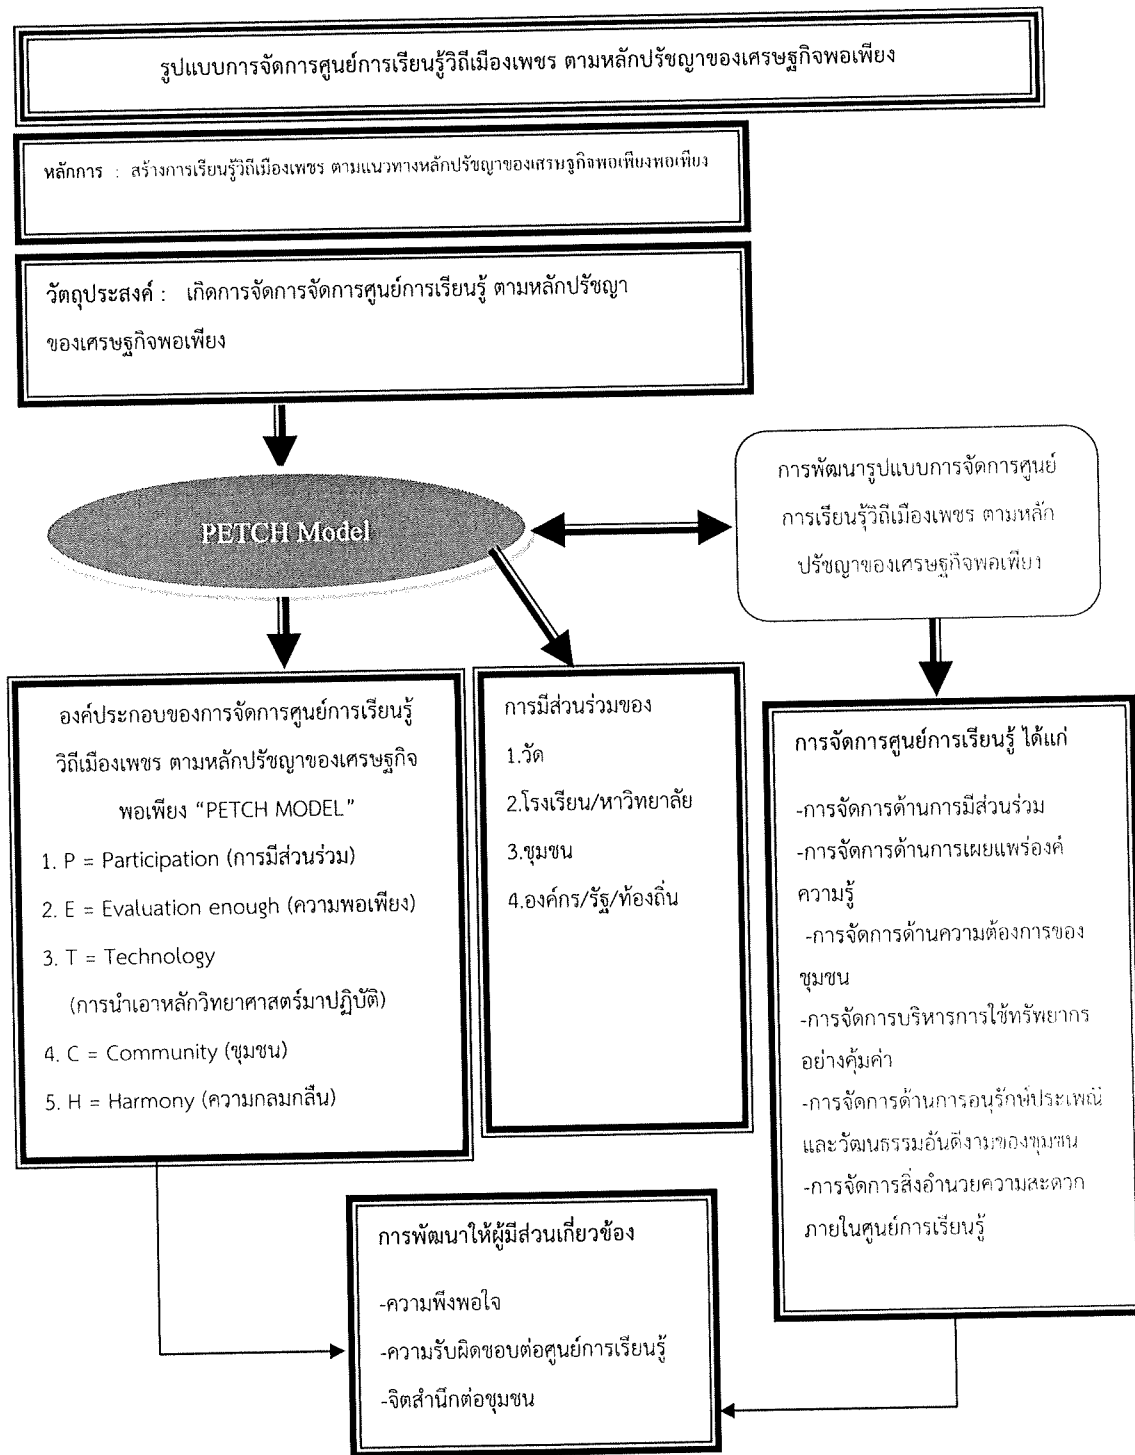 รูปแบบการจัดการศูนย์การเรียนรู้วิถีเมืองเพชร ตามหลักปรัชญาของเศรษฐกิจพอเพียง
หลักการ : สร้างการเรียนรู้วิถีเมืองเพชร ตามแนวทางหลักปรัชญาของเศรษฐกิจพอเพียงพอเพียง
วัตถุประสงค์ : เกิดการจัดการจัดการศูนย์การเรียนรู้ ตามหลักปรัชญา
ของเศรษฐกิจพอเพียง
PETCH Model
การพัฒนารูปแบบการจัดการศูนย์
การเรียนรุ้วิถีเมืองเพชร ตามหลัก
ปรัชญาของเศรษฐกิจพอเพียง
องค์ประกอบของการจัดการศูนย์การเรียนรู้
วิถีเมืองเพชร ตามหลักปรัชญาของเศรษฐกิจ
พอเพียง “PETCH MODEL”
1. P = Participation (การมีส่วนร่วม)
2. E = Evaluation enough (ความพอเพียง)
3. T = Technology
(การนำเอาหลักวิทยาศาสตร์มาปฏิบัติ)
4. C = Community (ชุมชน)
5. H = Harmony (ความกลมกลืน)
การมีส่วนร่วมของ
1.วัด
2.โรงเรียน/หาวิทยาลัย
3.ชุมชน
4.องค์กร/รัฐ/ท้องถิ่น
การจัดการศูนย์การเรียนรู้ ได้แก่
-การจัดการด้านการมีส่วนร่วม
-การจัดการด้านการเผยแพร่องค์
ความรู้
-การจัดการด้านความต้องการของ
ชุมชน
-การจัดการบริหารการใช้ทรัพยากร
อย่างคุ้มค่า
-การจัดการด้านการอนุรักษ์ประเพณี
และวัฒนธรรมอันดีงามของชุมชน
-การจัดการสิ่งอำนวยความสะดวก
ภายในศูนย์การเรียนรู้
การพัฒนาให้ผู้มีส่วนเกี่ยวข้อง
-ความพึงพอใจ
-ความรับผิดชอบต่อศูนย์การเรียนรู้
-จิตสำนึกต่อชุมชน